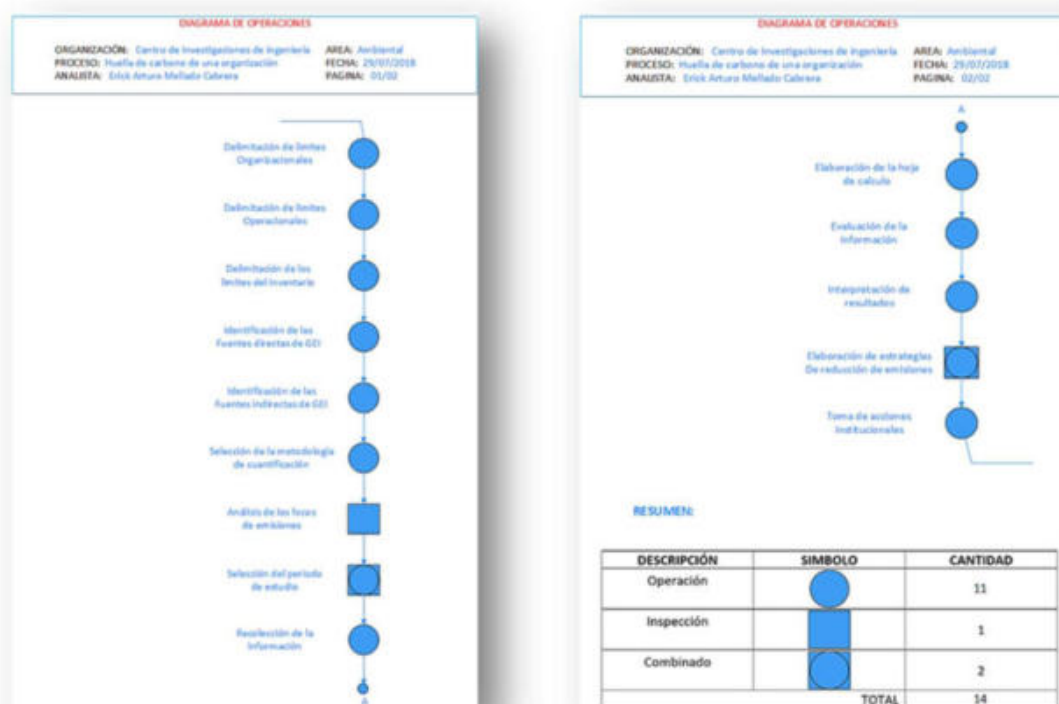 DIAGRAMA DE OPERACIONES
ORGANIZACIÓN: Centro de Investigaciones de Ingeniería AREA: Ambiental
PROCESO: Huella de carbono de una organización FECHA: 29/07/2018
ANALISTA: Erick Arturo Mellado Cabrera PAGINA: 01/02
Delimitación de limites
Organizacionales
Delimitación de limites
Operacionales
Delimitación de los
limites del inventario
Identificación de las
Fuentes directas de GEI
Identificación de las
Fuentes indirectas de GEI
Selección de la metodología
de cuantificación
Análisis de los focos
de emisiones
Selección del periodo
de estudio
Recolección de la
Información
A
DIAGRAMA DE OPERACIONES
ORGANIZACIÓN: Centro de Investigaciones de Ingeniería AREA: Ambiental
PROCESO: Huella de carbono de una organización FECHA: 29/07/2018
ANALISTA: Erick Arturo Mellado Cabrera PAGINA: 02/02
A
Elaboración de la hoja
de calculo
Evaluación de la
Información
Interpretación de
resultados
Elaboración de estrategias
De reducción de emisiones
Toma de acciones
Institucionales
RESUMEN:
DESCRIPCIÓN SIMBOLO CANTIDAD
Operación 11
Inspección 1
Combinado 2
TOTAL 14